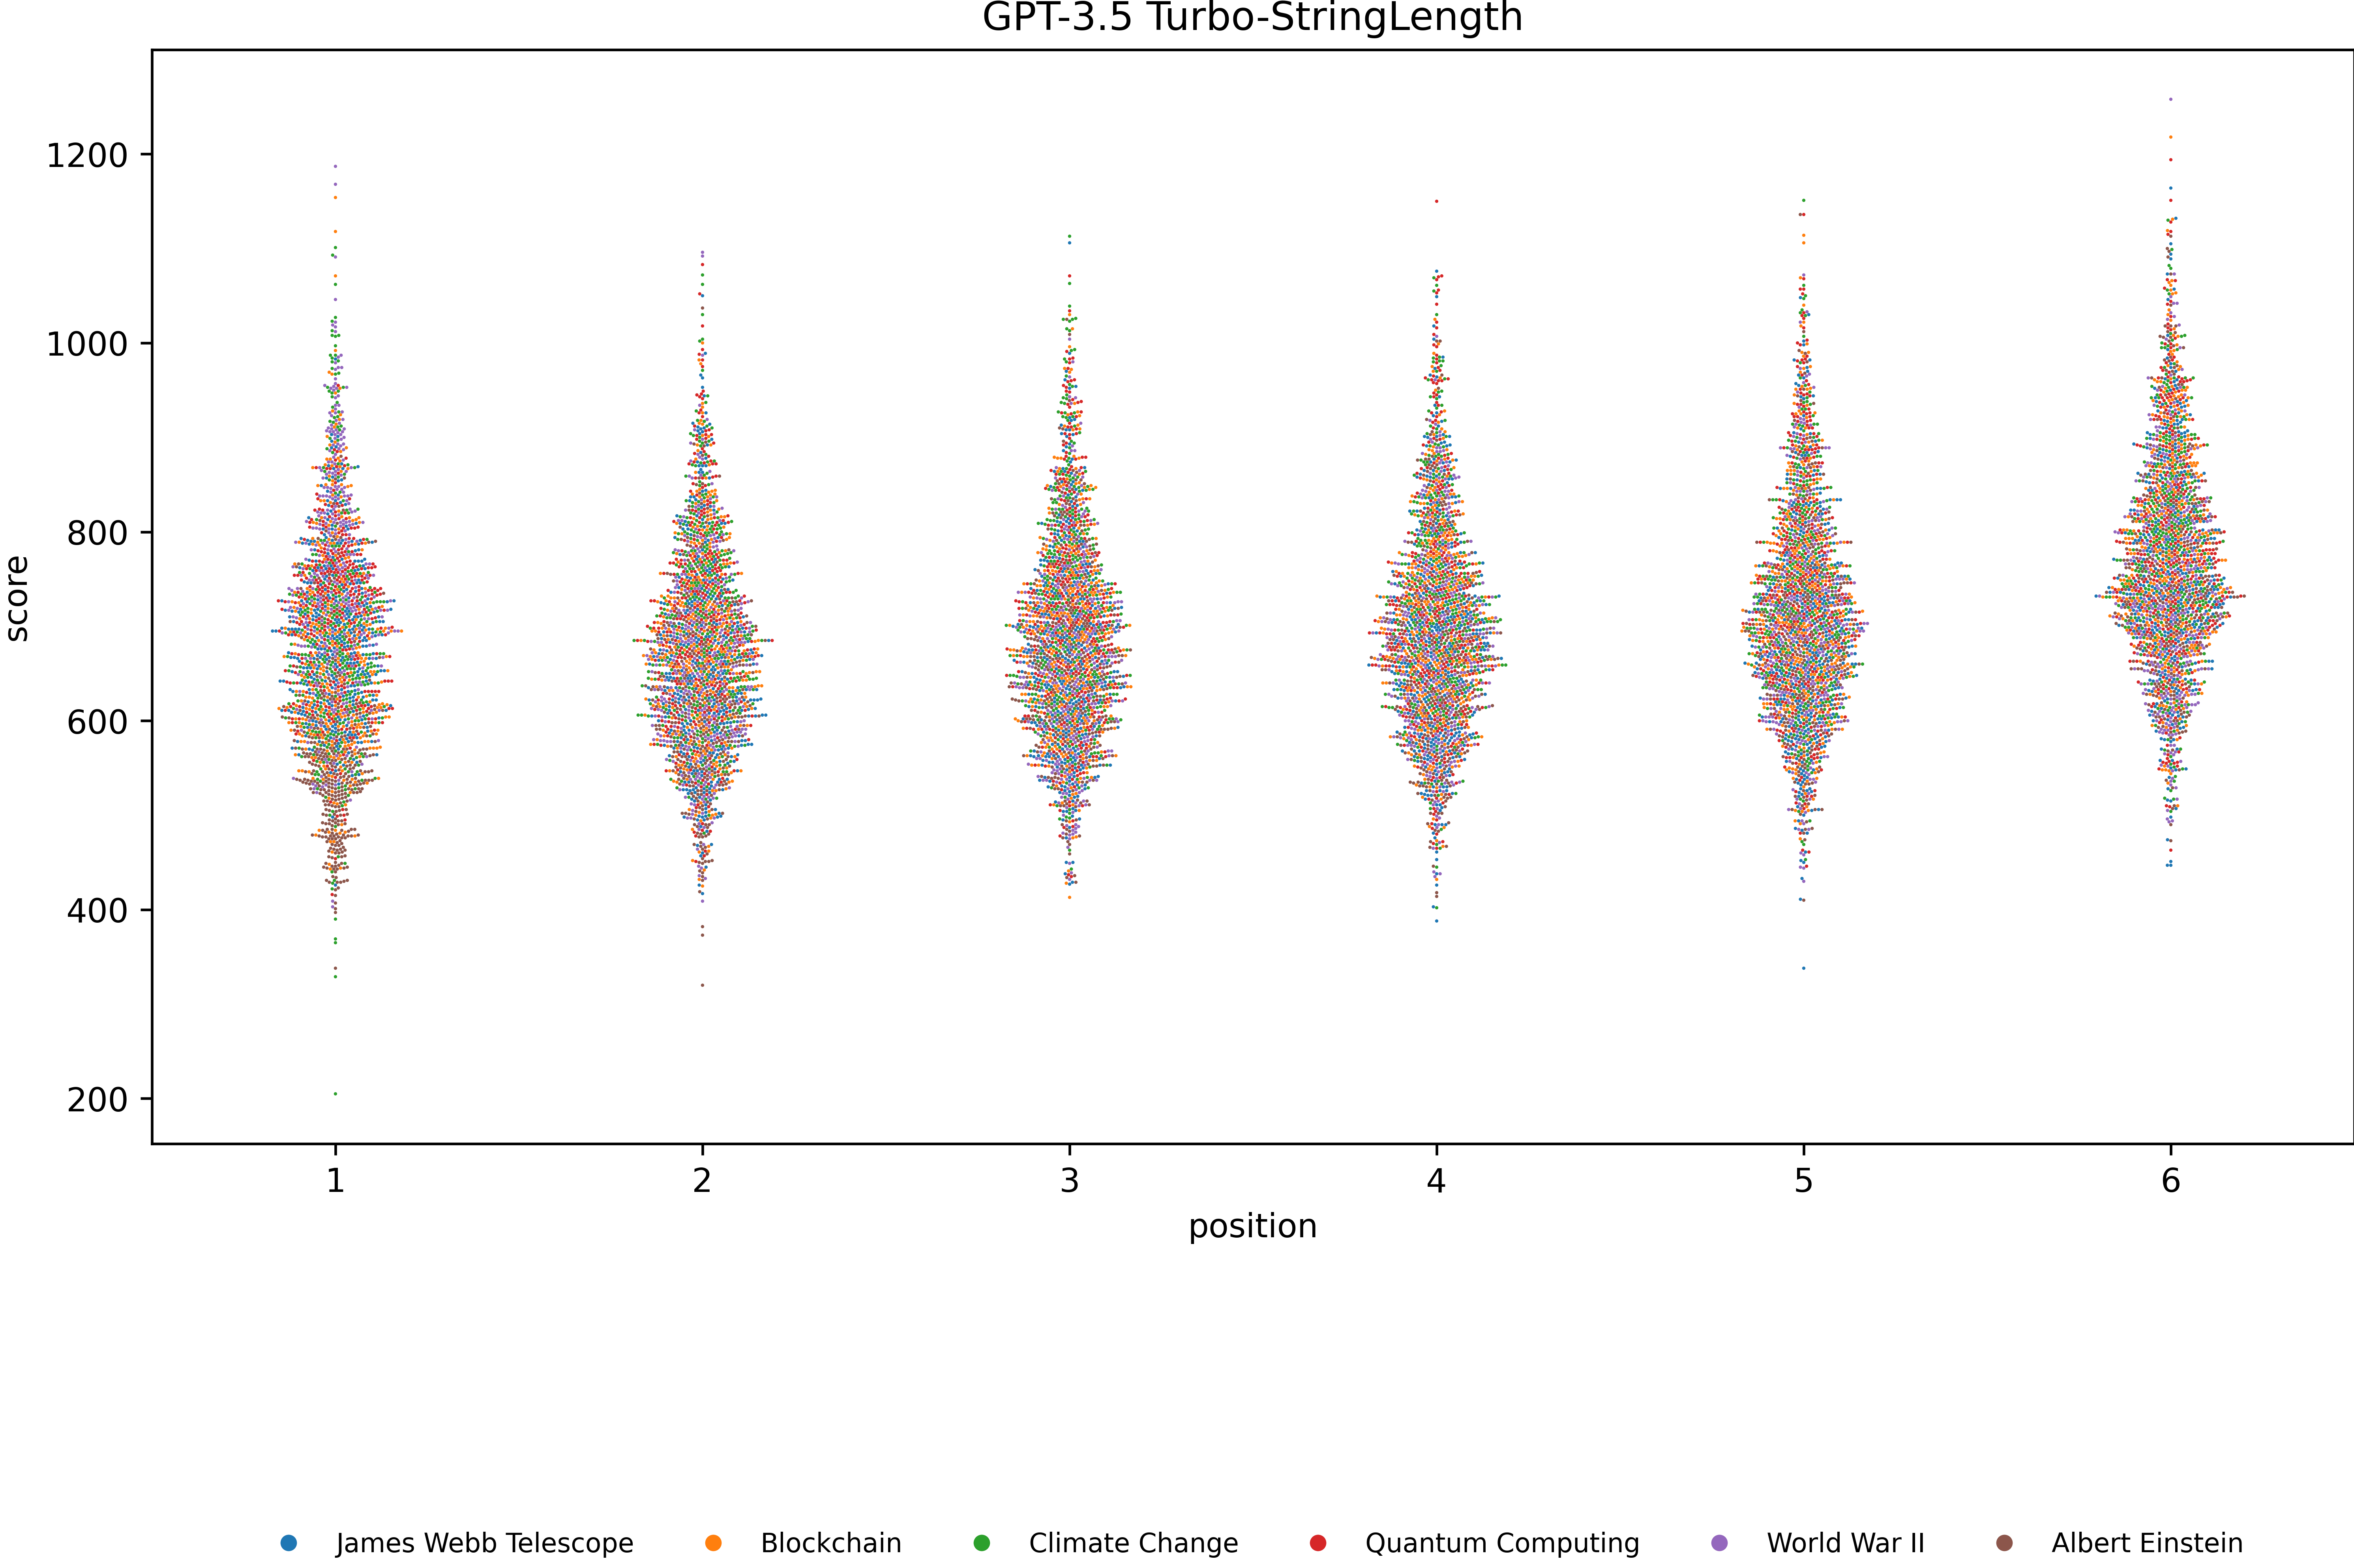 GPT-3.5 Turbo-StringLength
1200
1000
800
600
400
200
score
1 2 3 4 5 6
position
James Webb Telescope Blockchain Climate Change Quantum Computing World War II Albert Einstein